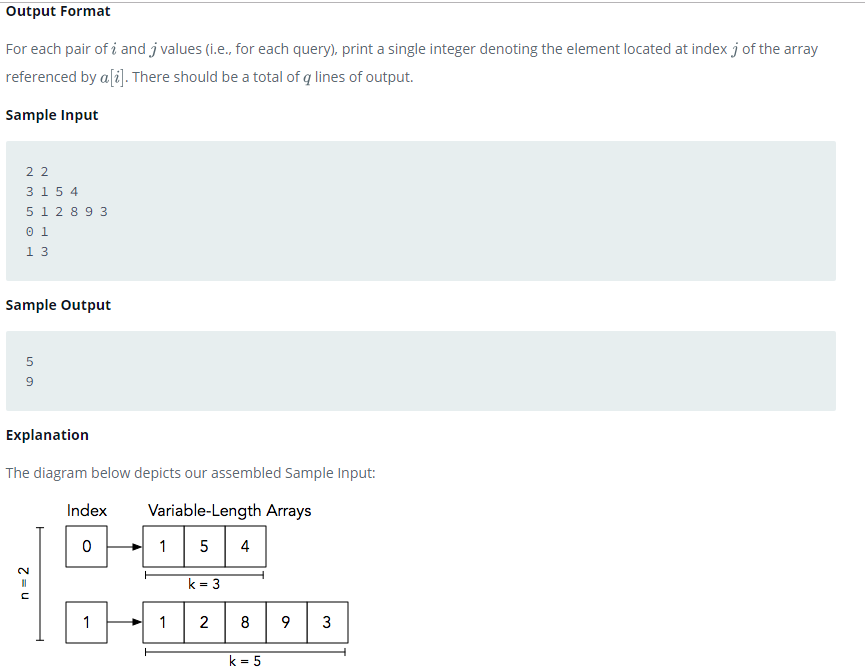 Output Format
For each pair of i and j values (i.e., for each query), print a single integer denoting the element located at index j of the array
referenced by a[i]. There should be a total of q lines of output.
Sample Input
2 2
3 1 5 4
5 1 2 8 9 3
0 1
1 3
Sample Output
5
9
Explanation
The diagram below depicts our assembled Sample Input:
Index Variable-Length Arrays
0 1 5 4
k = 3
n = 2
1 1 2 8 9 3
k = 5